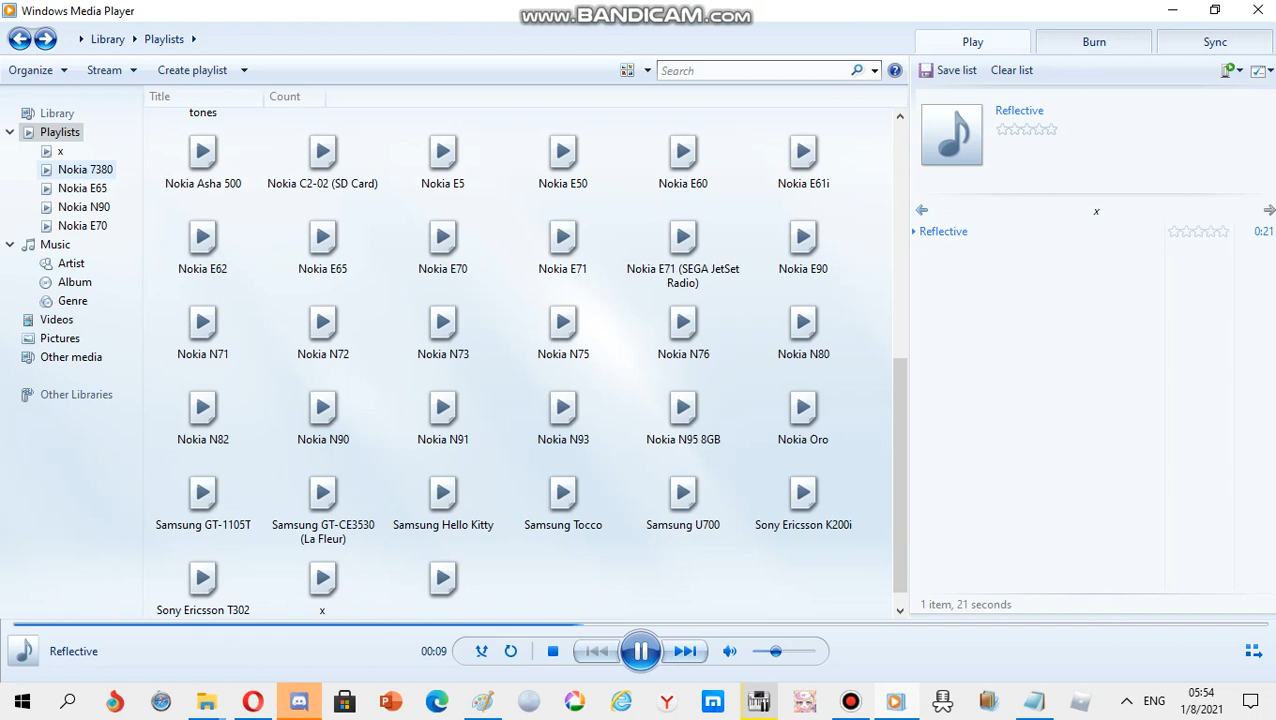 Windows Media Player
www.BANDICAM.com
Library
Playlists
Play
Burn
Sync
Organize
Stream
Create playlist
Search
Save list
Clear list
Title
Count
Library
Playlists
x
Nokia 7380
Nokia E65
Nokia N90
Nokia E70
Music
Artist
Album
Genre
Videos
Pictures
Other media
Other Libraries
tones
Nokia Asha 500
Nokia C2-02 (SD Card)
Nokia E5
Nokia E50
Nokia E60
Nokia E61i
Nokia E62
Nokia E65
Nokia E70
Nokia E71
Nokia E71 (SEGA JetSet
Radio)
Nokia E90
Nokia N71
Nokia N72
Nokia N73
Nokia N75
Nokia N76
Nokia N80
Nokia N82
Nokia N90
Nokia N91
Nokia N93
Nokia N95 8GB
Nokia Oro
Samsung GT-1105T
Samsung GT-CE3530
(La Fleur)
Samsung Hello Kitty
Samsung Tocco
Samsung U700
Sony Ericsson K200i
Sony Ericsson T302
x
Reflective
x
Reflective
0:21
1 item, 21 seconds
Reflective
00:09
ENG
05:54
1/8/2021